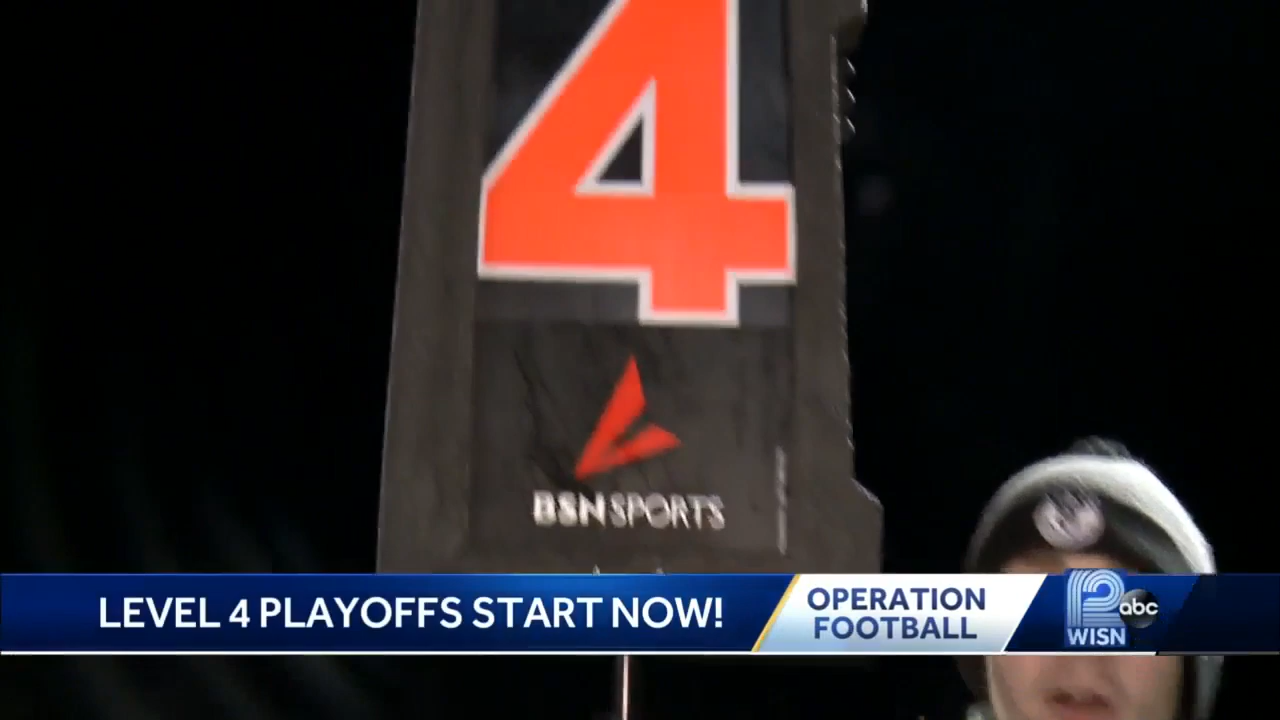 4
BSN SPORTS
LEVEL 4 PLAYOFFS START NOW!
OPERATION
FOOTBALL
12
abc
WISN